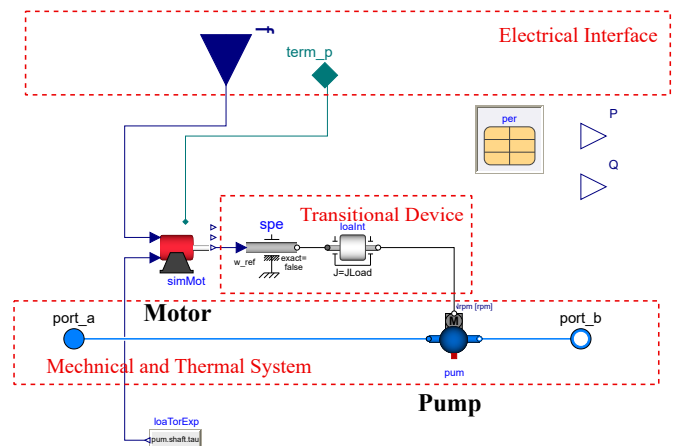 Electrical Interface
f
term_p
per
P
Q
Transitional Device
spe
loaInt
w_ref
exact=
false
J=JLoad
simMot
Motor
rpm [rpm]
port_a
M
port_b
Mechnical and Thermal System
pum
Pump
loaTorExp
pum.shaft.tau